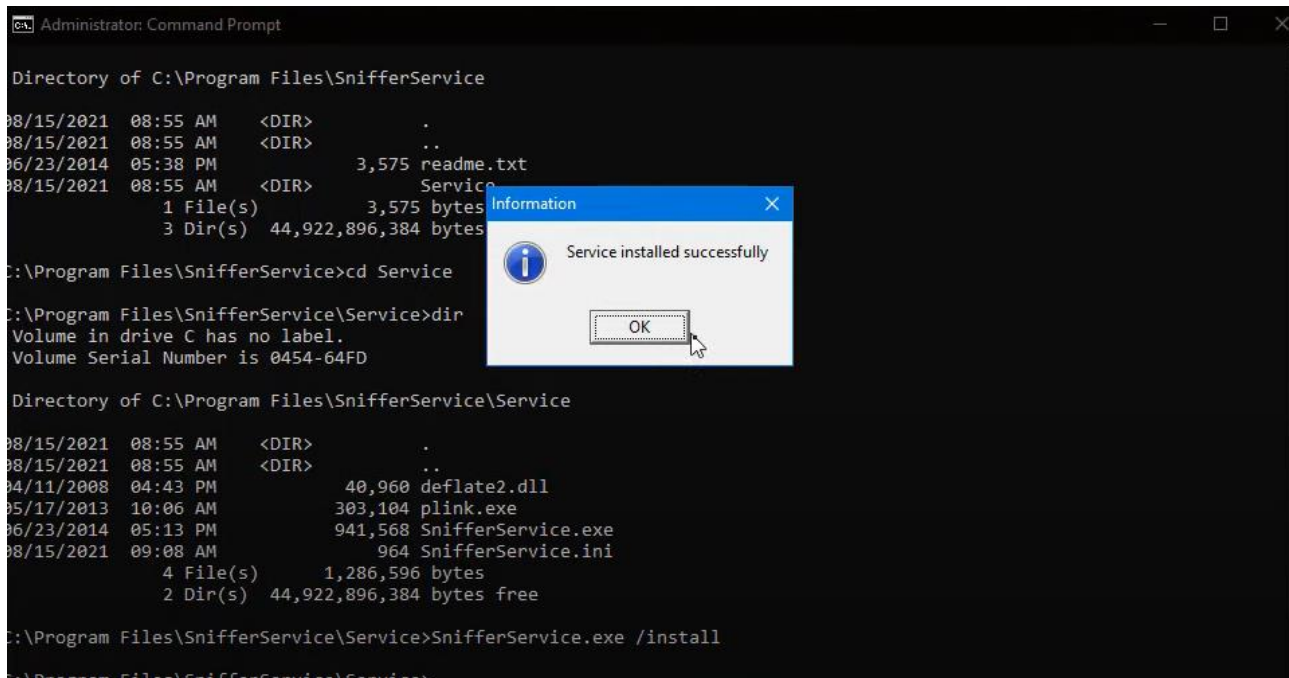 Administrator: Command Prompt
Directory of C:\Program Files\SnifferService
08/15/2021 08:55 AM <DIR> .
08/15/2021 08:55 AM <DIR> ..
06/23/2014 05:38 PM 3,575 readme.txt
08/15/2021 08:55 AM <DIR> Service
1 File(s) 3,575 bytes
3 Dir(s) 44,922,896,384 bytes
Information
Service installed successfully
OK
C:\Program Files\SnifferService>cd Service
C:\Program Files\SnifferService\Service>dir
Volume in drive C has no label.
Volume Serial Number is 0454-64FD
Directory of C:\Program Files\SnifferService\Service
08/15/2021 08:55 AM <DIR> .
08/15/2021 08:55 AM <DIR> ..
04/11/2008 04:43 PM 40,960 deflate2.dll
05/17/2013 10:06 AM 303,104 plink.exe
06/23/2014 05:13 PM 941,568 SnifferService.exe
08/15/2021 09:08 AM 964 SnifferService.ini
4 File(s) 1,286,596 bytes
2 Dir(s) 44,922,896,384 bytes free
C:\Program Files\SnifferService\Service>SnifferService.exe /install
C:\Program Files\SnifferService\Service>